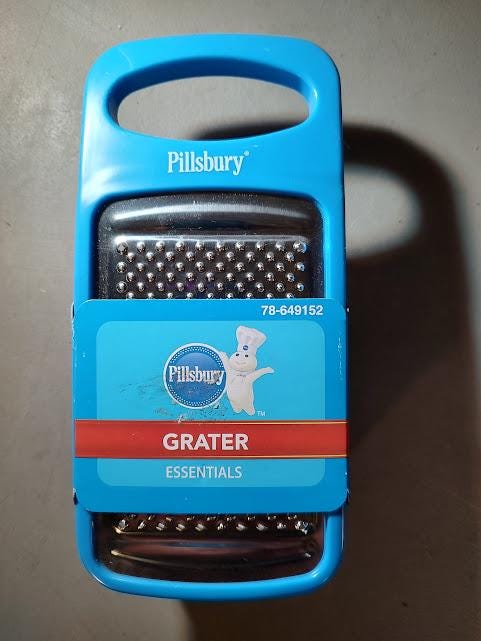 Pillsbury®
78-649152
Pillsbury
TM
GRATER
ESSENTIALS